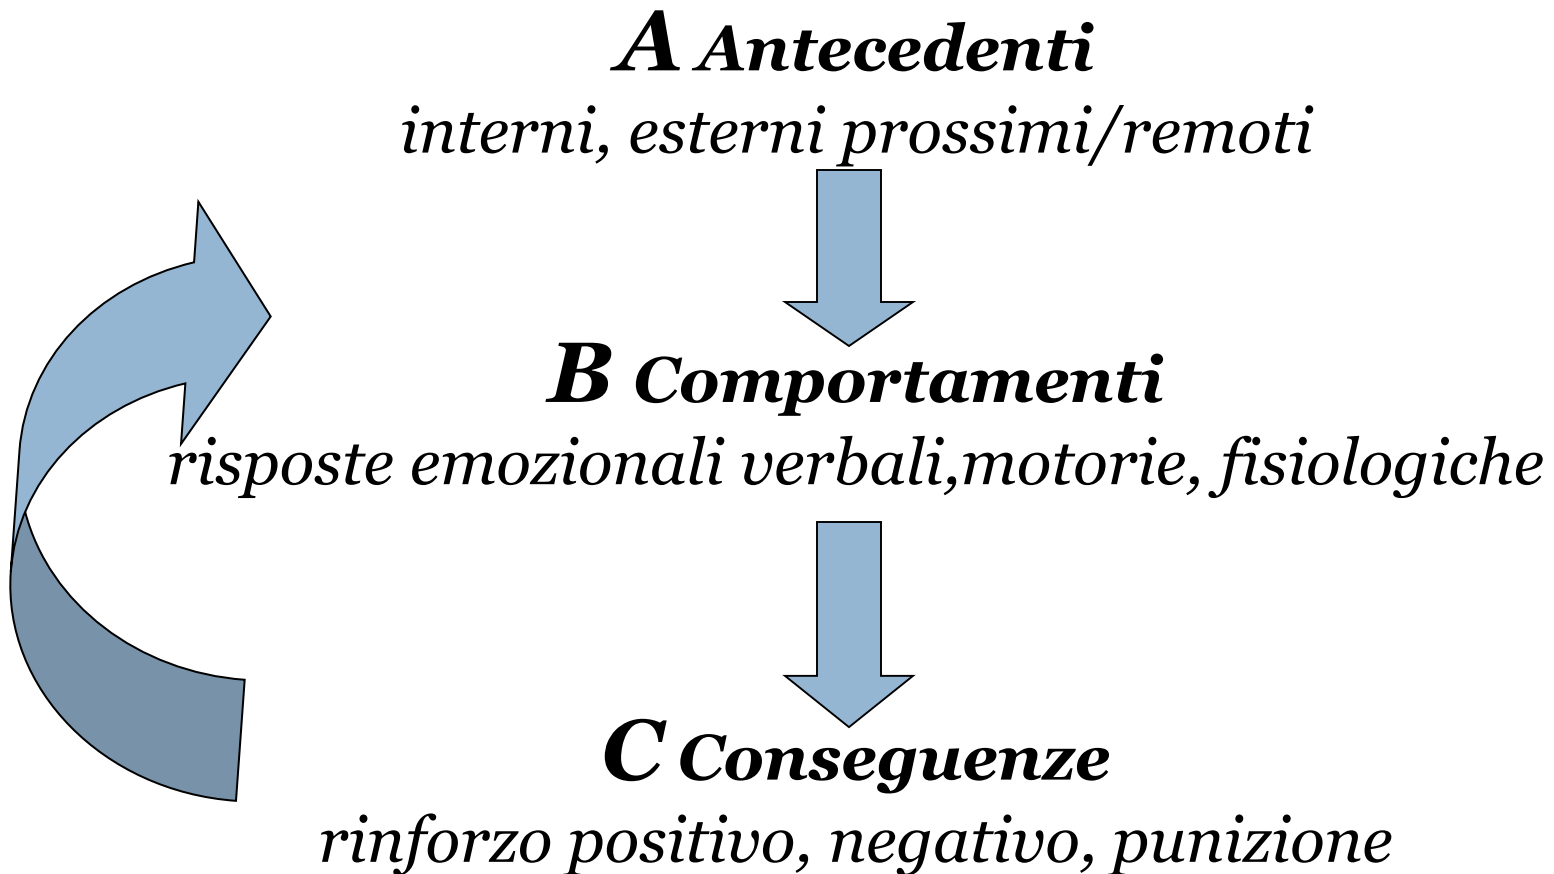 A Antecedenti
interni, esterni prossimi/remoti
B Comportamenti
risposte emozionali verbali,motorie, fisiologiche
C Conseguenze
rinforzo positivo, negativo, punizione